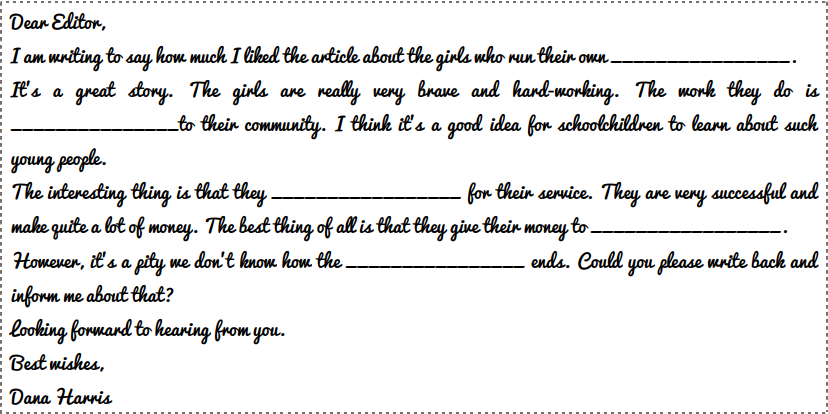 Dear Editor,
I am writing to say how much I liked the article about the girls who run their own _________________.
It's a great story. The girls are really very brave and hard-working. The work they do is
________________to their community. I think it's a good idea for schoolchildren to learn about such
young people.
The interesting thing is that they __________________ for their service. They are very successful and
make quite a lot of money. The best thing of all is that they give their money to __________________.
However, it's a pity we don't know how the _________________ ends. Could you please write back and
inform me about that?
Looking forward to hearing from you.
Best wishes,
Dana Harris